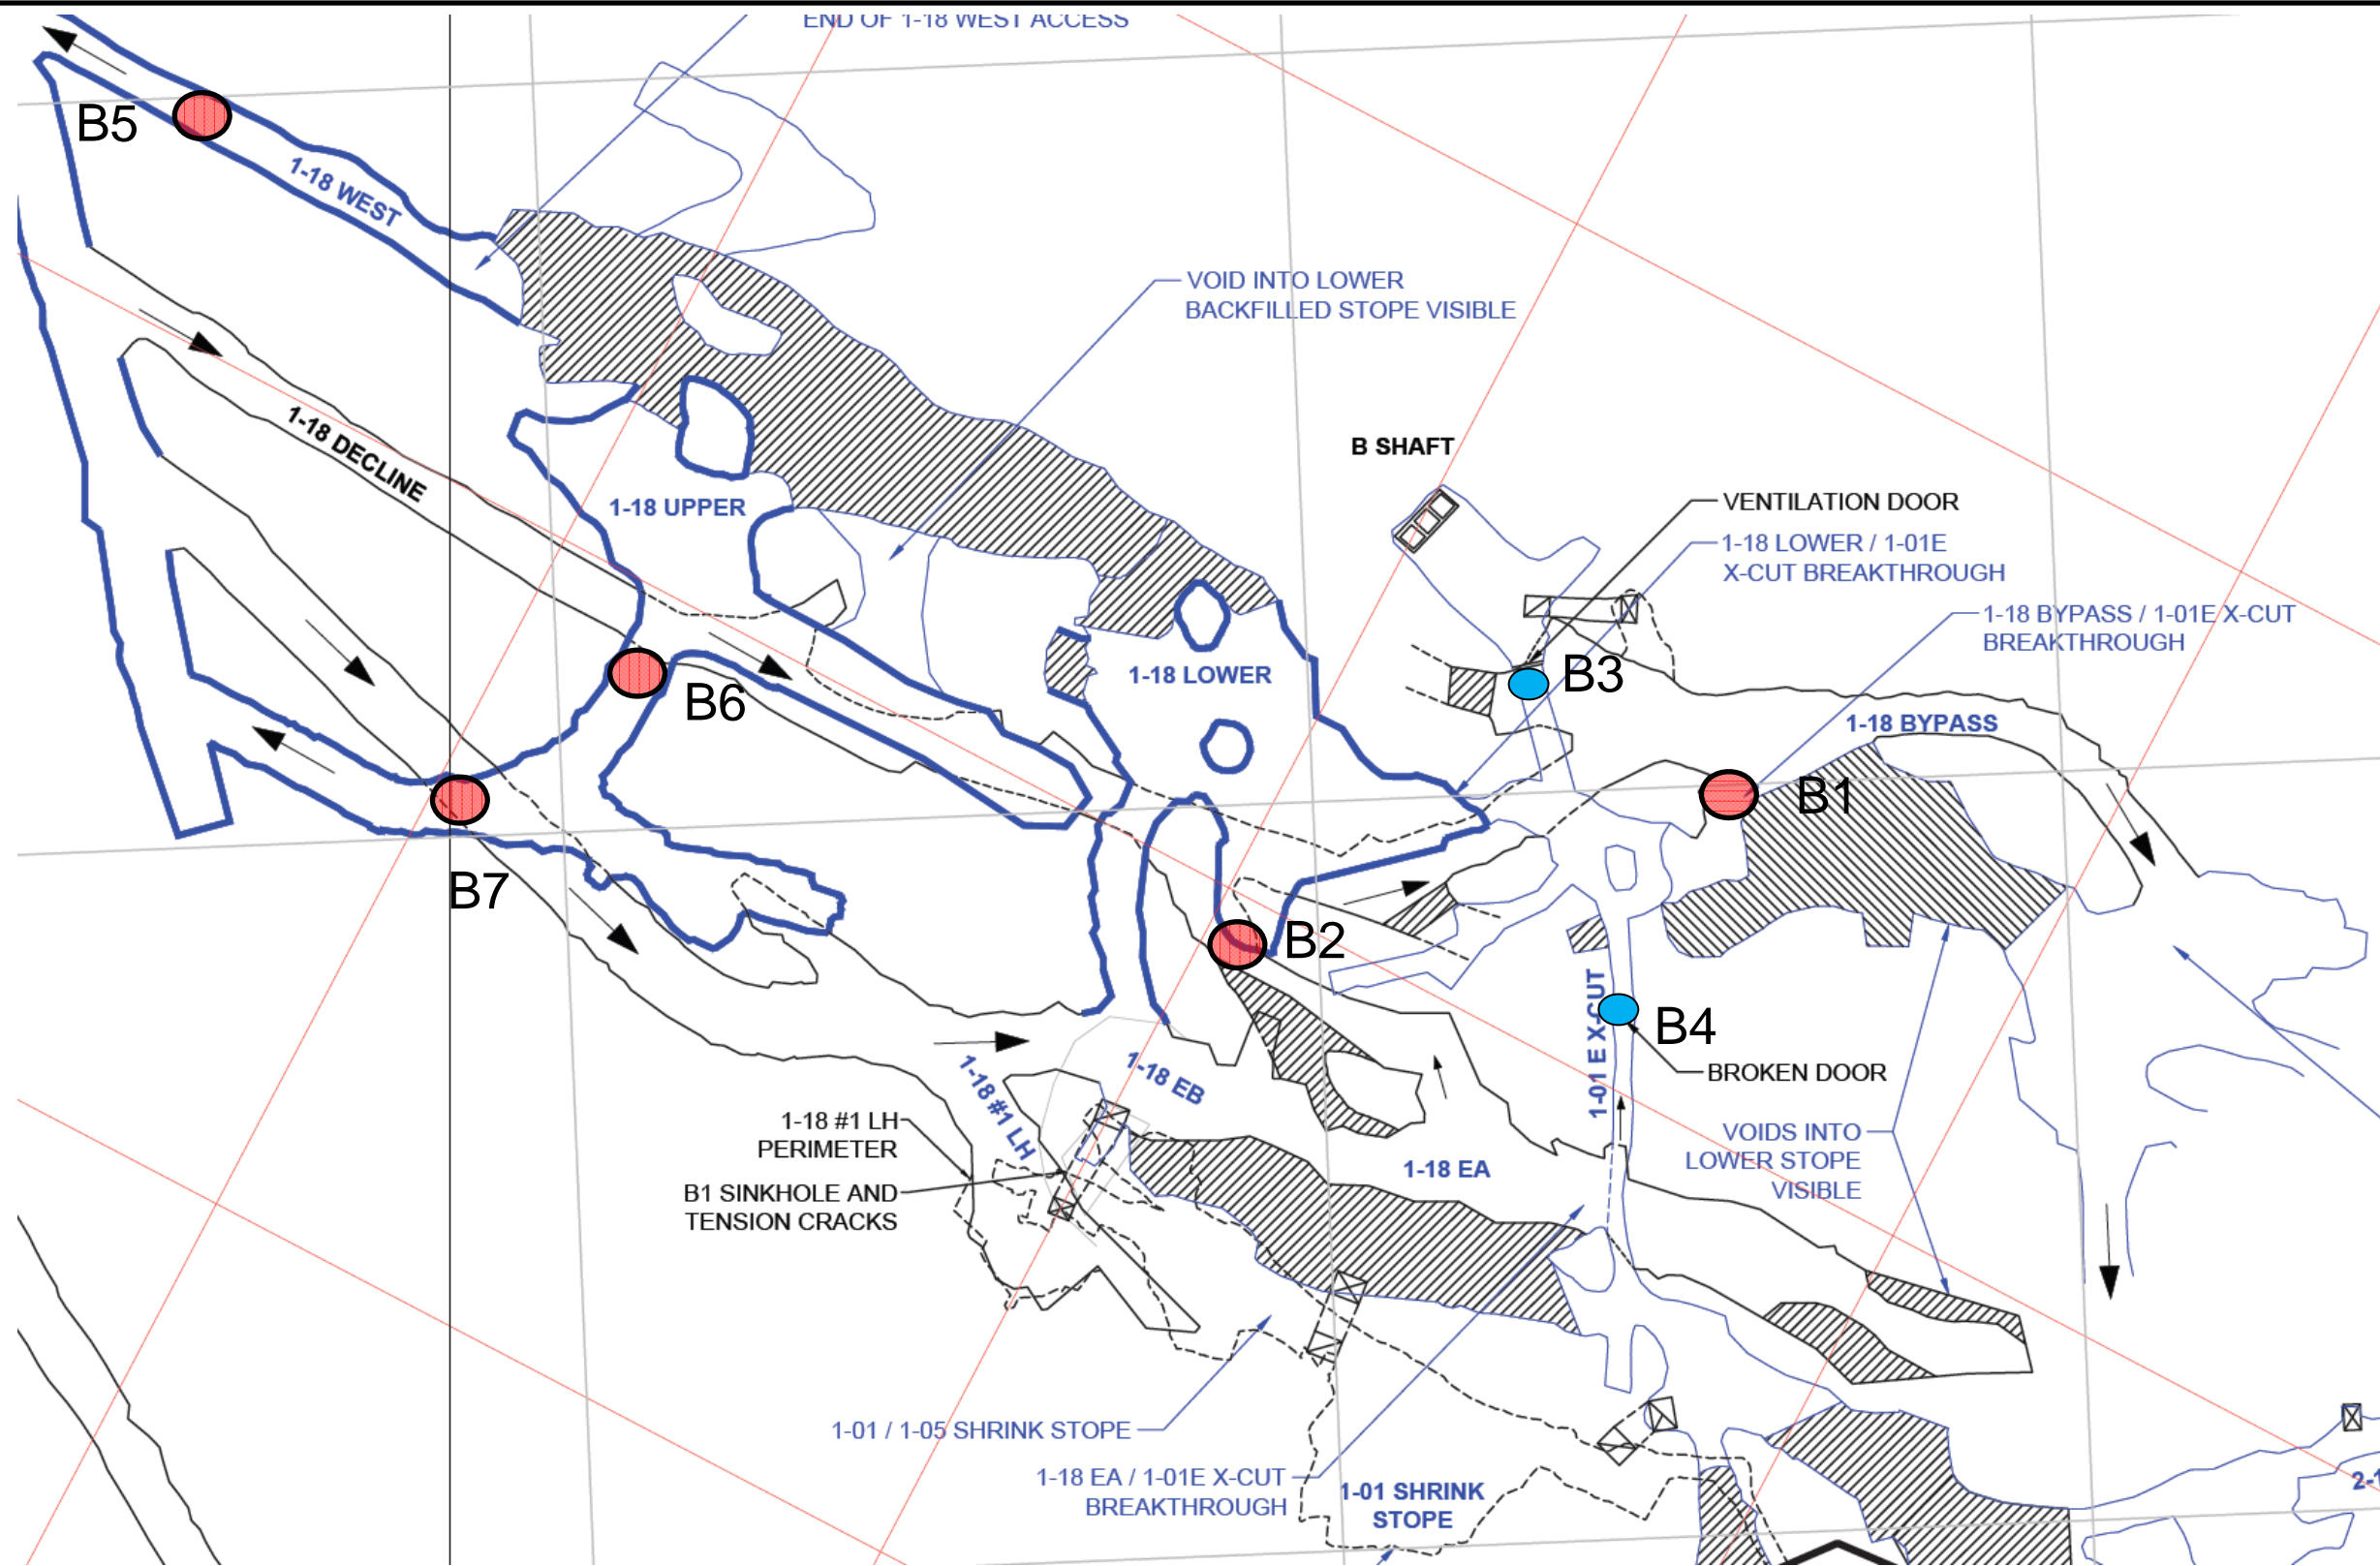 END OF 1-18 WEST ACCESS
B5
1-18 WEST
VOID INTO LOWER
BACKFILLED STOPE VISIBLE
1-18 DECLINE
B SHAFT
1-18 UPPER
VENTILATION DOOR
1-18 LOWER / 1-01E
X-CUT BREAKTHROUGH
1-18 BYPASS / 1-01E X-CUT
BREAKTHROUGH
1-18 LOWER
B3
B6
1-18 BYPASS
B1
B7
B2
1-01 E X-CUT
B4
BROKEN DOOR
1-18 EB
1-18 #1 LH
1-18 #1 LH
PERIMETER
B1 SINKHOLE AND
TENSION CRACKS
1-18 EA
VOIDS INTO
LOWER STOPE
VISIBLE
1-01 / 1-05 SHRINK STOPE
1-18 EA / 1-01E X-CUT
BREAKTHROUGH
1-01 SHRINK
STOPE